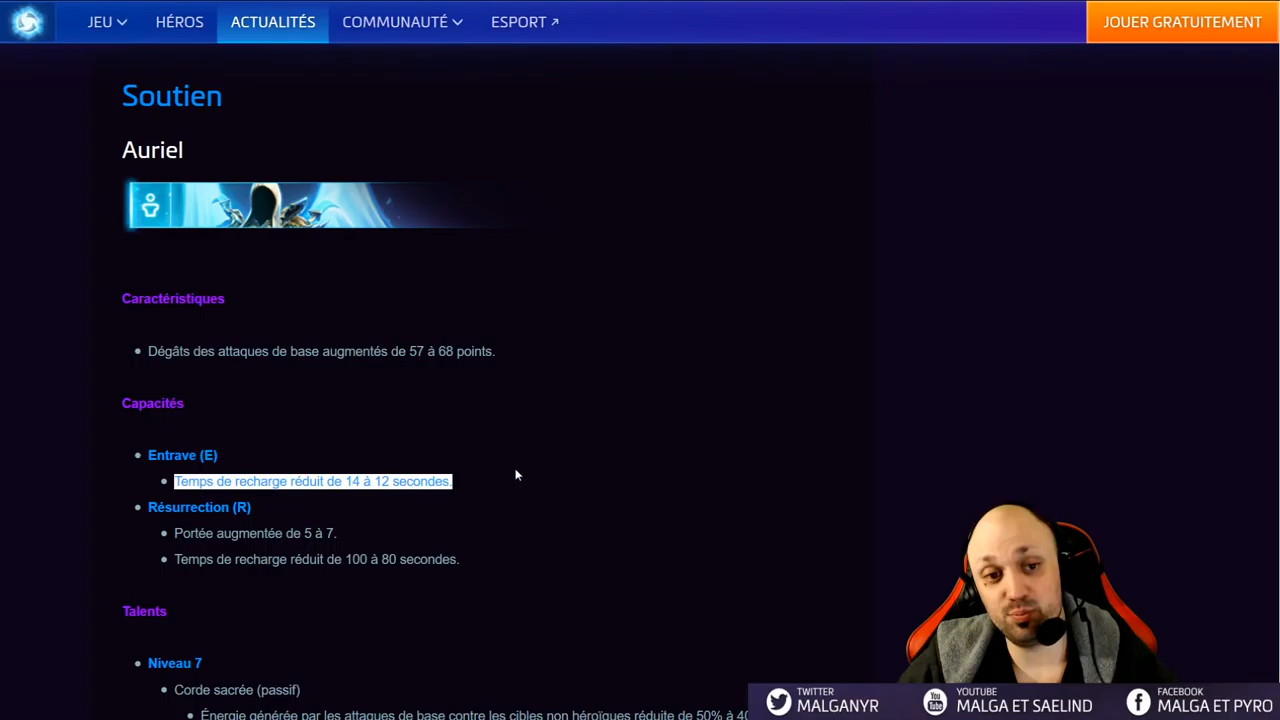 JEU HÉROS ACTUALITÉS COMMUNAUTÉ ESPORT JOUER GRATUITEMENT
Soutien
Auriel
Caractéristiques
Dégâts des attaques de base augmentés de 57 à 68 points.
Capacités
Entrave (E)
Temps de recharge réduit de 14 à 12 secondes.
Résurrection (R)
Portée augmentée de 5 à 7.
Temps de recharge réduit de 100 à 80 secondes.
Talents
Niveau 7
Corde sacrée (passif)
Énergie générée par les attaques de base contre les cibles non héroïques réduite de 50% à 40
TWITTER
MALGANYR
You Tube
YOUTUBE
MALGA ET SAELIND
FACEBOOK
MALGA ET PYRO